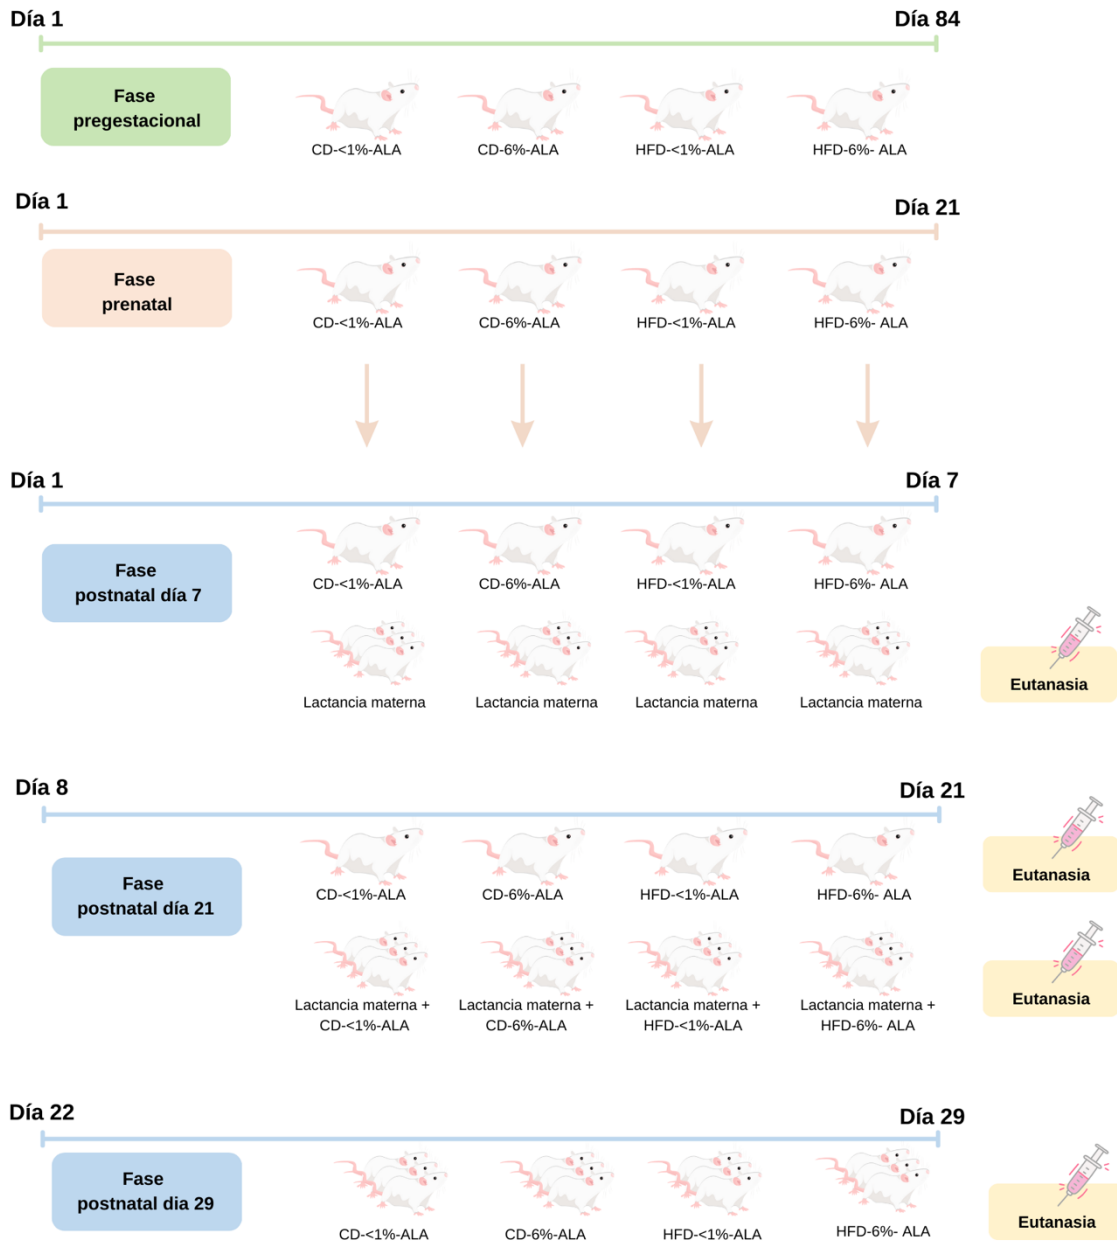 Día 1
Día 84
Fase
pregestacional
CD-<1%-ALA
CD-6%-ALA
HFD-<1%-ALA
HFD-6%- ALA
Día 1
Día 21
Fase
prenatal
CD-<1%-ALA
CD-6%-ALA
HFD-<1%-ALA
HFD-6%- ALA
Día 1
Día 7
Fase
postnatal día 7
CD-<1%-ALA
CD-6%-ALA
HFD-<1%-ALA
HFD-6%- ALA
Lactancia materna
Lactancia materna
Lactancia materna
Lactancia materna
Eutanasia
Día 8
Día 21
Fase
postnatal día 21
CD-<1%-ALA
CD-6%-ALA
HFD-<1%-ALA
HFD-6%- ALA
Eutanasia
Lactancia materna +
CD-<1%-ALA
Lactancia materna +
CD-6%-ALA
Lactancia materna +
HFD-<1%-ALA
Lactancia materna +
HFD-6%- ALA
Eutanasia
Día 22
Día 29
Fase
postnatal dia 29
CD-<1%-ALA
CD-6%-ALA
HFD-<1%-ALA
HFD-6%- ALA
Eutanasia